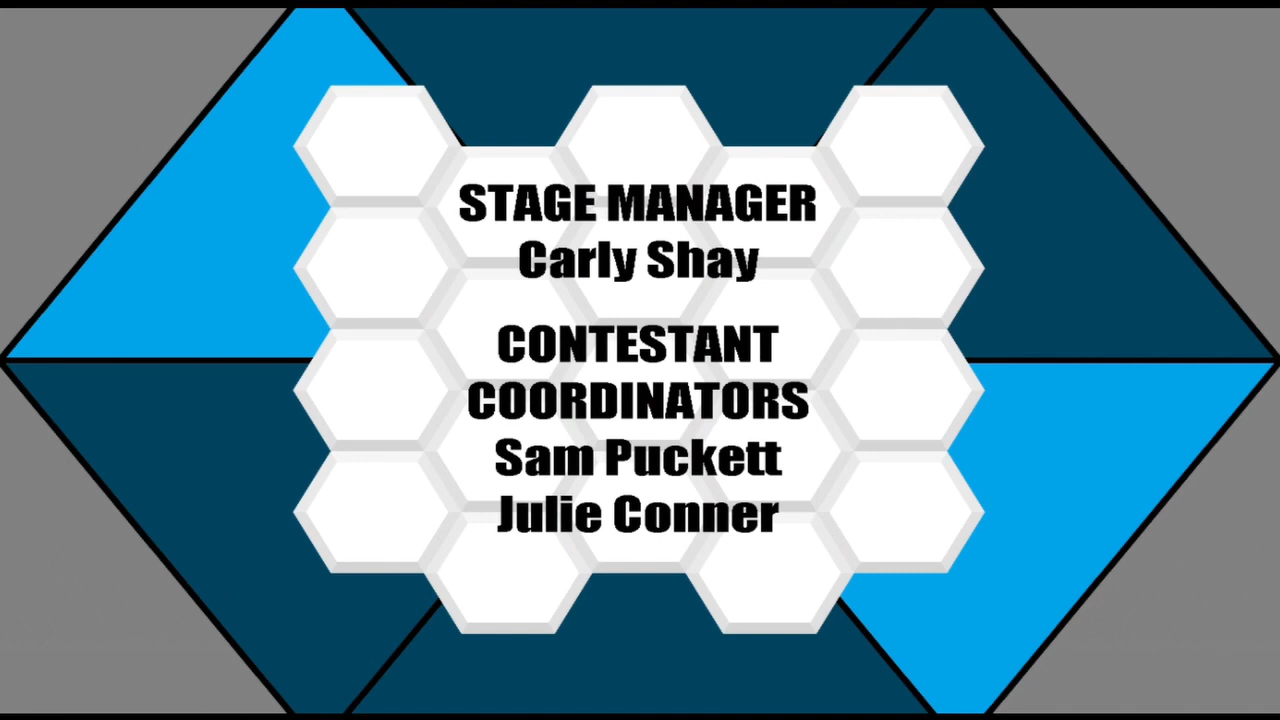 STAGE MANAGER
Carly Shay
CONTESTANT
COORDINATORS
Sam Puckett
Julie Conner